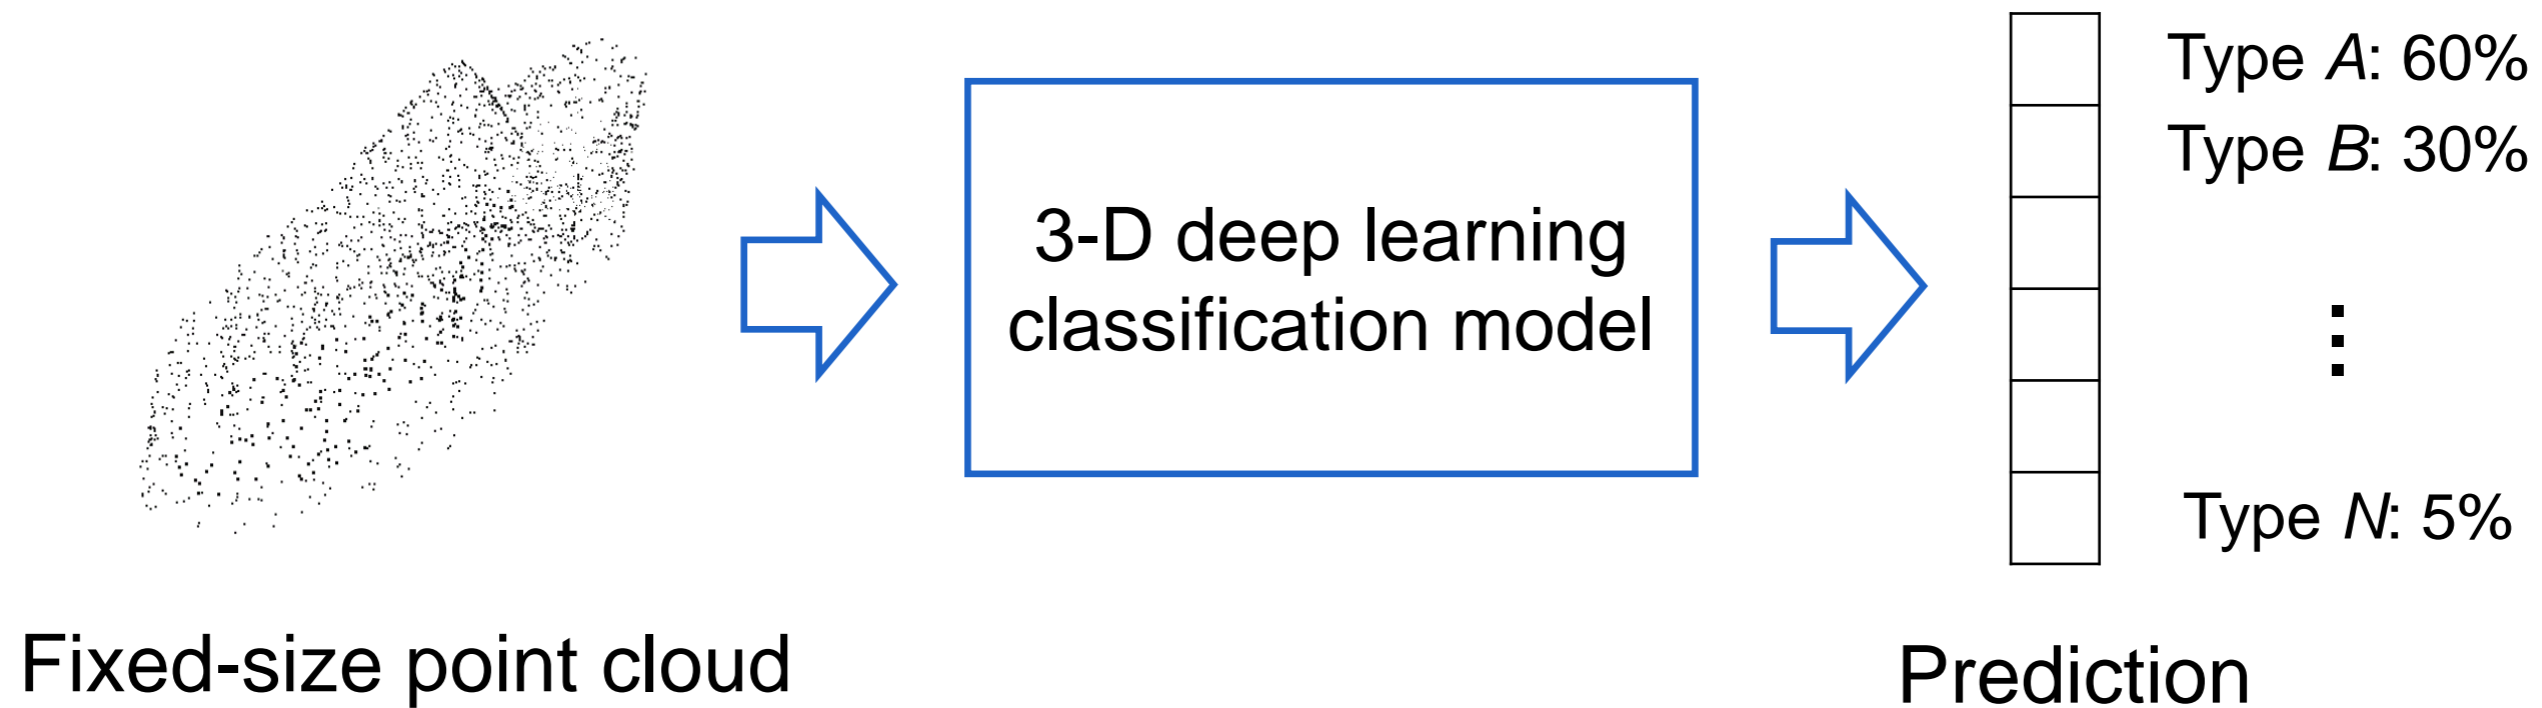 Type A: 60%
Type B: 30%
3-D deep learning
classification model
Type N: 5%
Fixed-size point cloud
Prediction